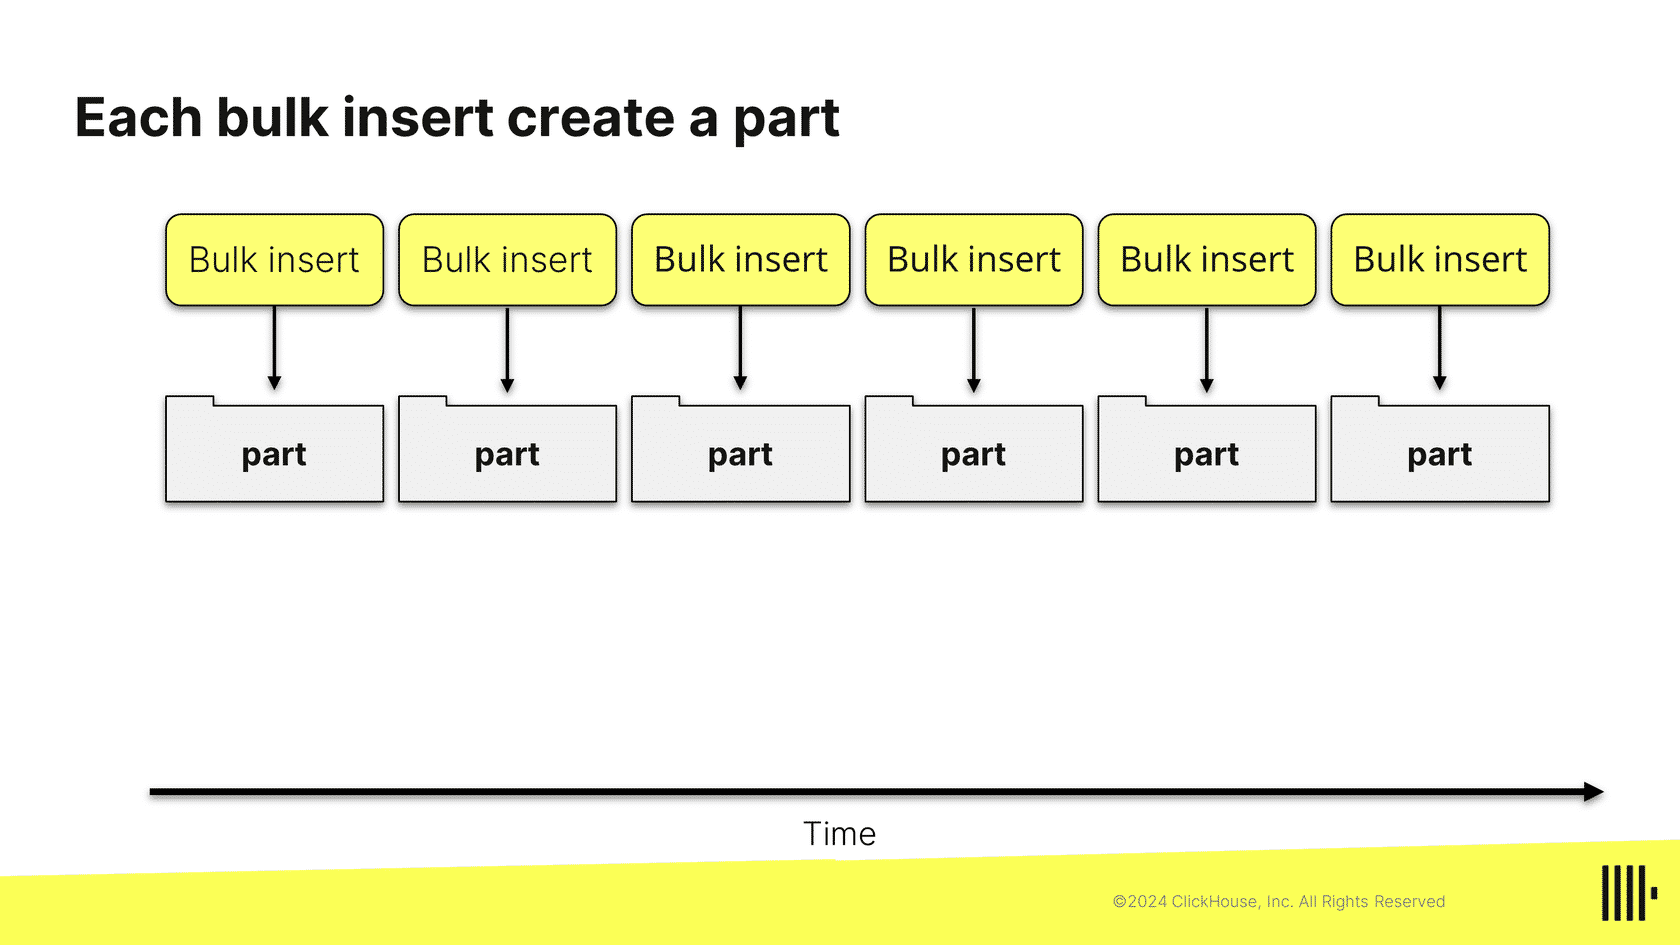 Each bulk insert create a part
Bulk insert
Bulk insert
Bulk insert
Bulk insert
Bulk insert
Bulk insert
part
part
part
part
part
part
Time
©2024 ClickHouse, Inc. All Rights Reserved